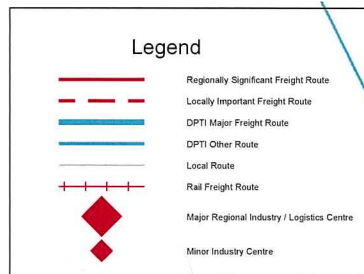 Legend
Regionally Significant Freight Route
Locally Important Freight Route
DPTI Major Freight Route
DPTI Other Route
Local Route
Rail Freight Route
Major Regional Industry / Logistics Centre
Minor Industry Centre